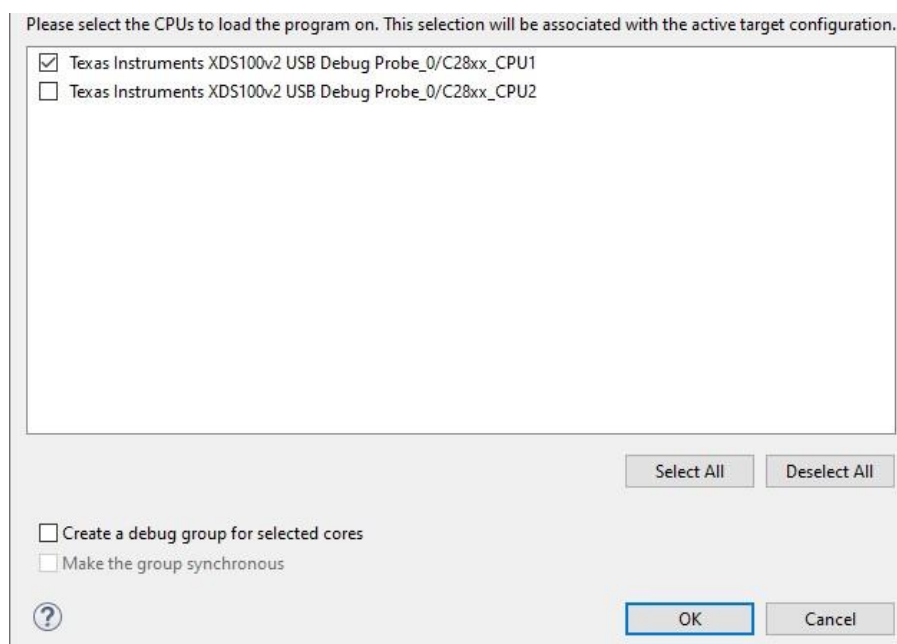 Please select the CPUs to load the program on. This selection will be associated with the active target configuration.
Texas Instruments XDS100v2 USB Debug Probe_0/C28xx_CPU1
Texas Instruments XDS100v2 USB Debug Probe_0/C28xx_CPU2
Select All
Deselect All
Create a debug group for selected cores
Make the group synchronous
?
OK
Cancel